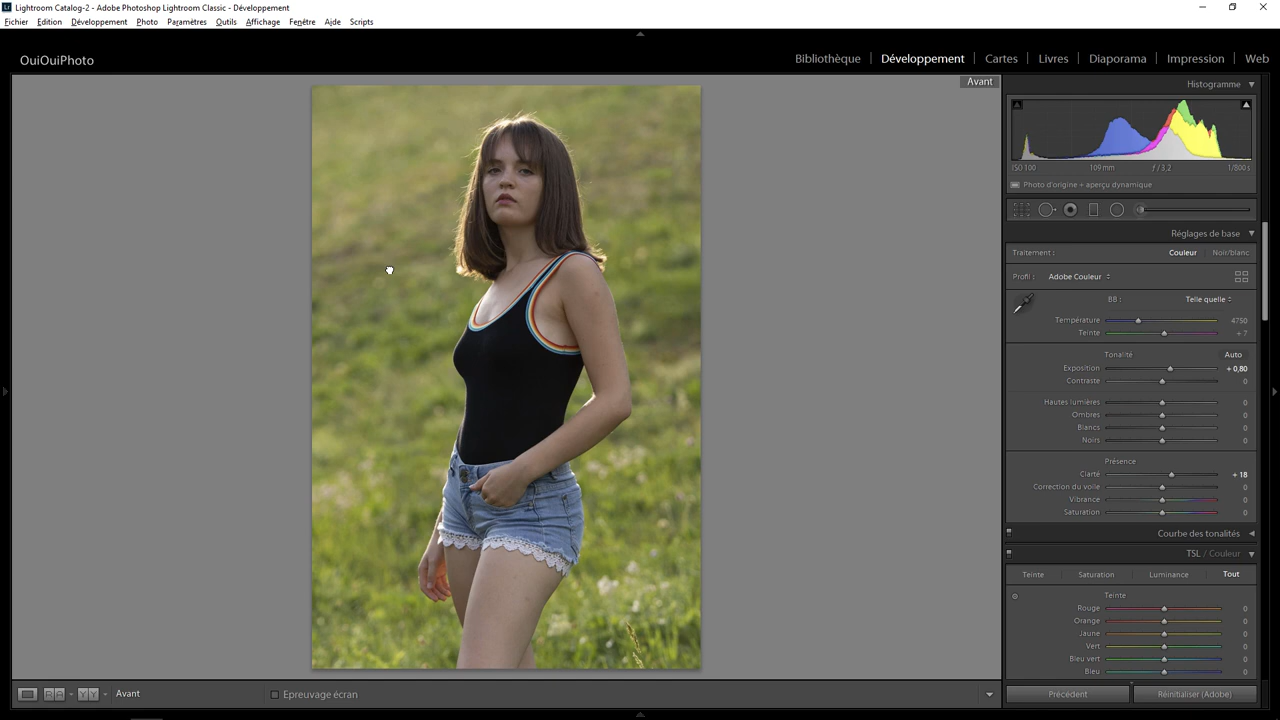 Lightroom Catalog-2 - Adobe Photoshop Lightroom Classic - Développement
Fichier Edition Développement Photo Paramètres Outils Affichage Fenêtre Aide Scripts
OuiOuiPhoto
Bibliothèque | Développement | Cartes | Livres | Diaporama | Impression | Web
Avant
Histogramme
ISO 100 109 mm ƒ / 3,2 1/800 s
Photo d'origine + aperçu dynamique
Réglages de base
Traitement : Couleur Noir/blanc
Profil : Adobe Couleur
BB : Telle quelle
Température 4750
Teinte + 7
Tonalité Auto
Exposition + 0,80
Contraste 0
Hautes lumières 0
Ombres 0
Blancs 0
Noirs 0
Présence
Clarté + 18
Correction du voile 0
Vibrance 0
Saturation 0
Courbe des tonalités
TSL / Couleur
Teinte Saturation Luminance Tout
Teinte
Rouge 0
Orange 0
Jaune 0
Vert 0
Bleu vert 0
Bleu 0
Avant
Epreuvage écran
Précédent
Réinitialiser (Adobe)